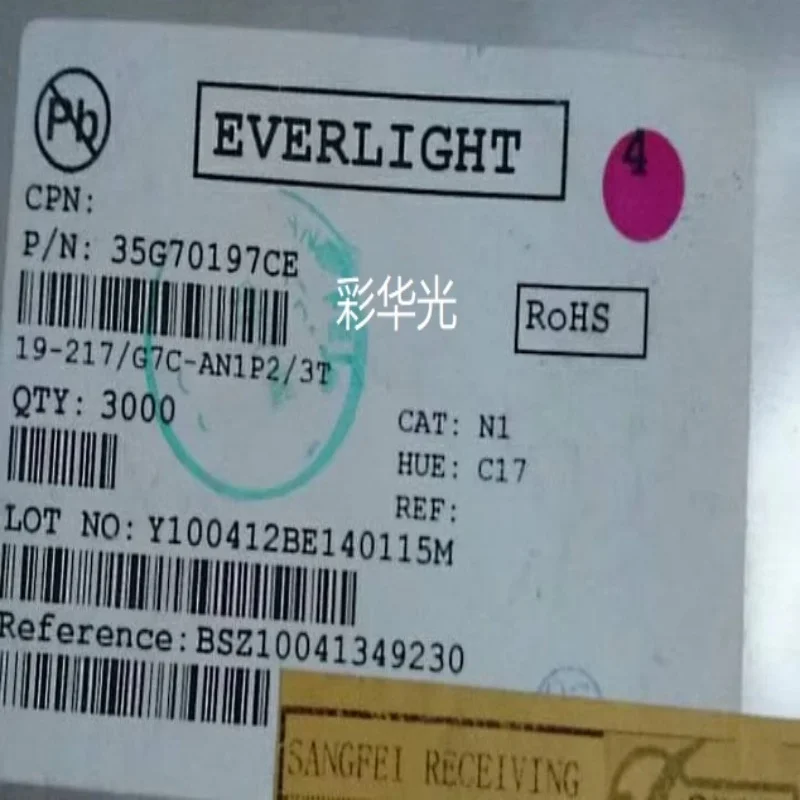 Pb
EVERLIGHT
4
CPN:
P/N: 35G70197CE
彩华光
RoHS
19-217/G7C-AN1P2/3T
QTY: 3000
CAT: N1
HUE: C17
REF:
LOT NO: Y100412BE140115M
Reference: BSZ10041349230
SANGFEI RECEIVING